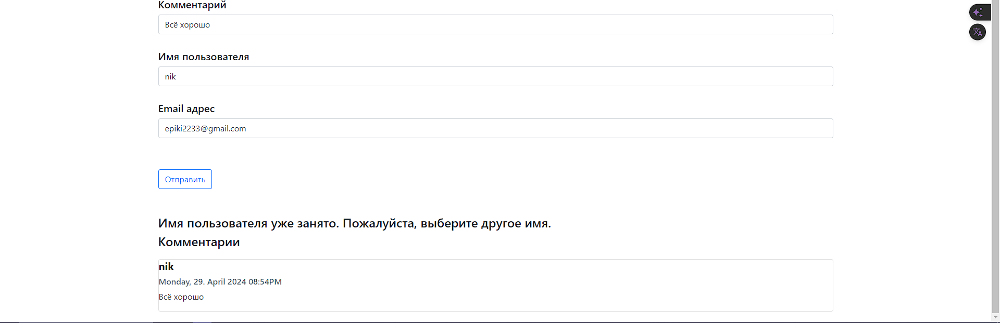 Комментарий
Всё хорошо
Имя пользователя
nik
Email адрес
epiki2233@gmail.com
Отправить
Имя пользователя уже занято. Пожалуйста, выберите другое имя.
Комментарии
nik
Monday, 29. April 2024 08:54PM
Всё хорошо